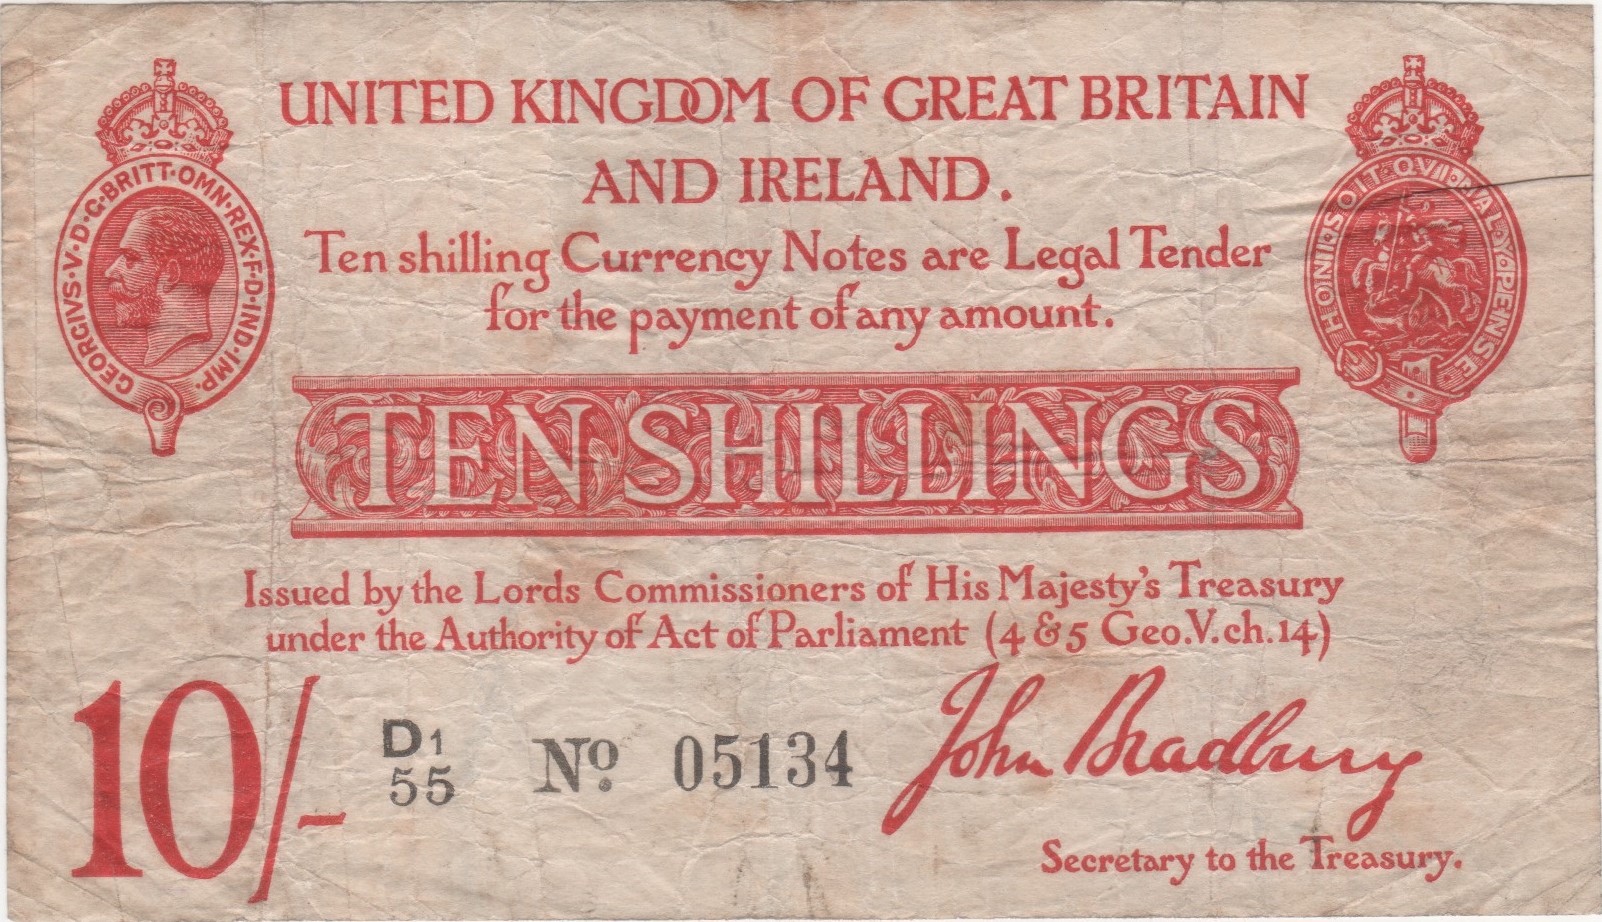 UNITED KINGDOM OF GREAT BRITAIN
AND IRELAND.
GEORGIVS·V·D·G·BRITT·OMN·REX·F·D·IND·IMP·
HONI·SOIT·QVI·MAL·Y·PENSE
Ten shilling Currency Notes are Legal Tender
for the payment of any amount.
TEN SHILLINGS
Issued by the Lords Commissioners of His Majesty's Treasury
under the Authority of Act of Parliament (4 & 5 Geo.V.ch.14)
10/-
D1
55
No. 05134
John Bradbury
Secretary to the Treasury.